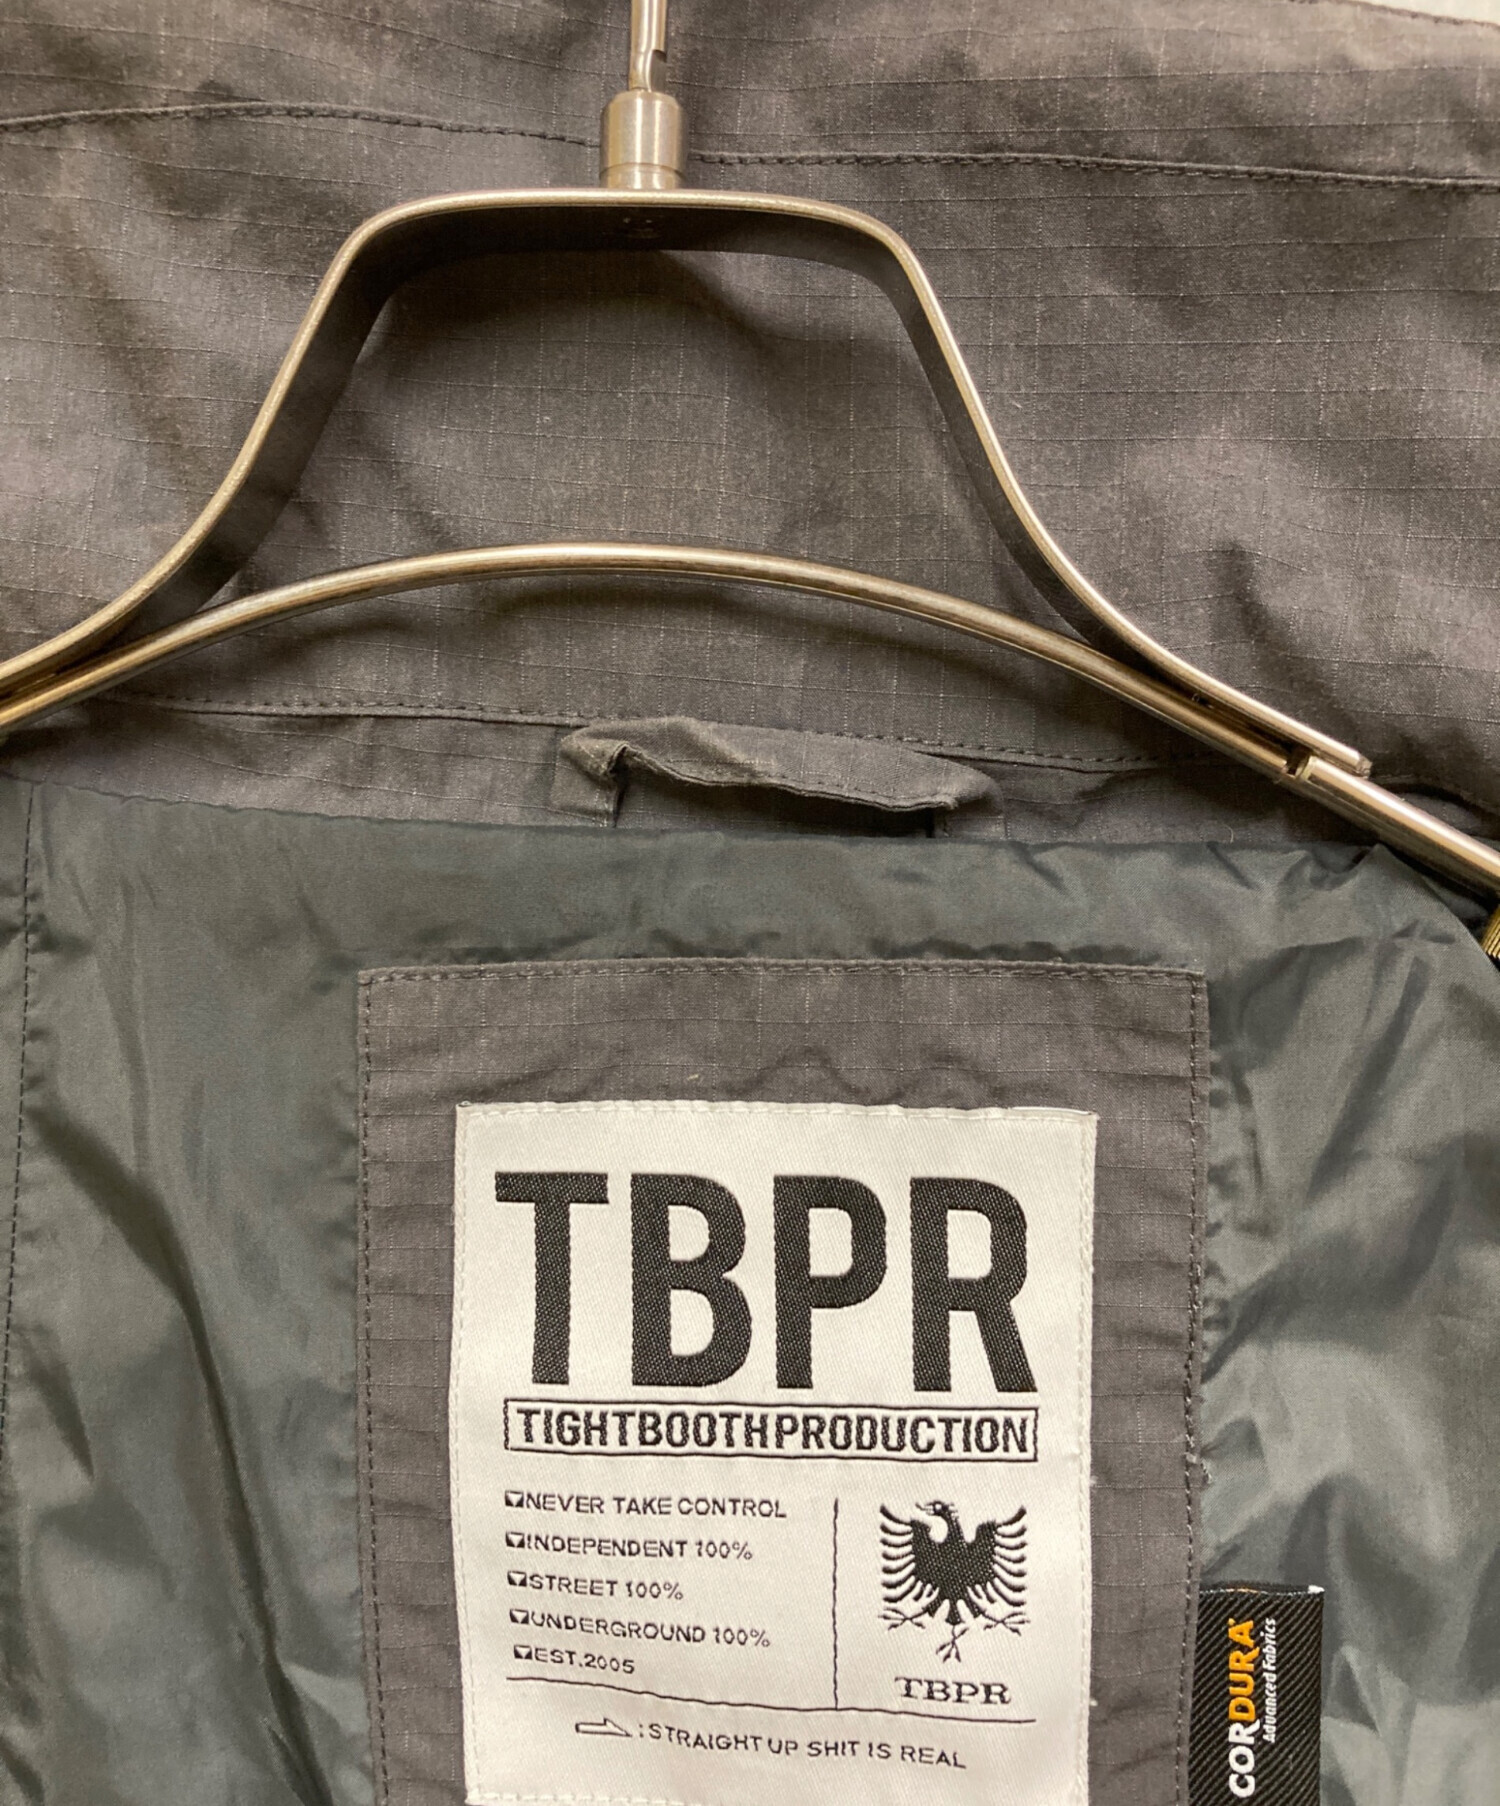 TBPR
TIGHTBOOTHPRODUCTION
NEVER TAKE CONTROL
INDEPENDENT 100%
STREET 100%
UNDERGROUND 100%
EST.2005
TBPR
:STRAIGHT UP SHIT IS REAL
CORDURA
Advanced Fabrics